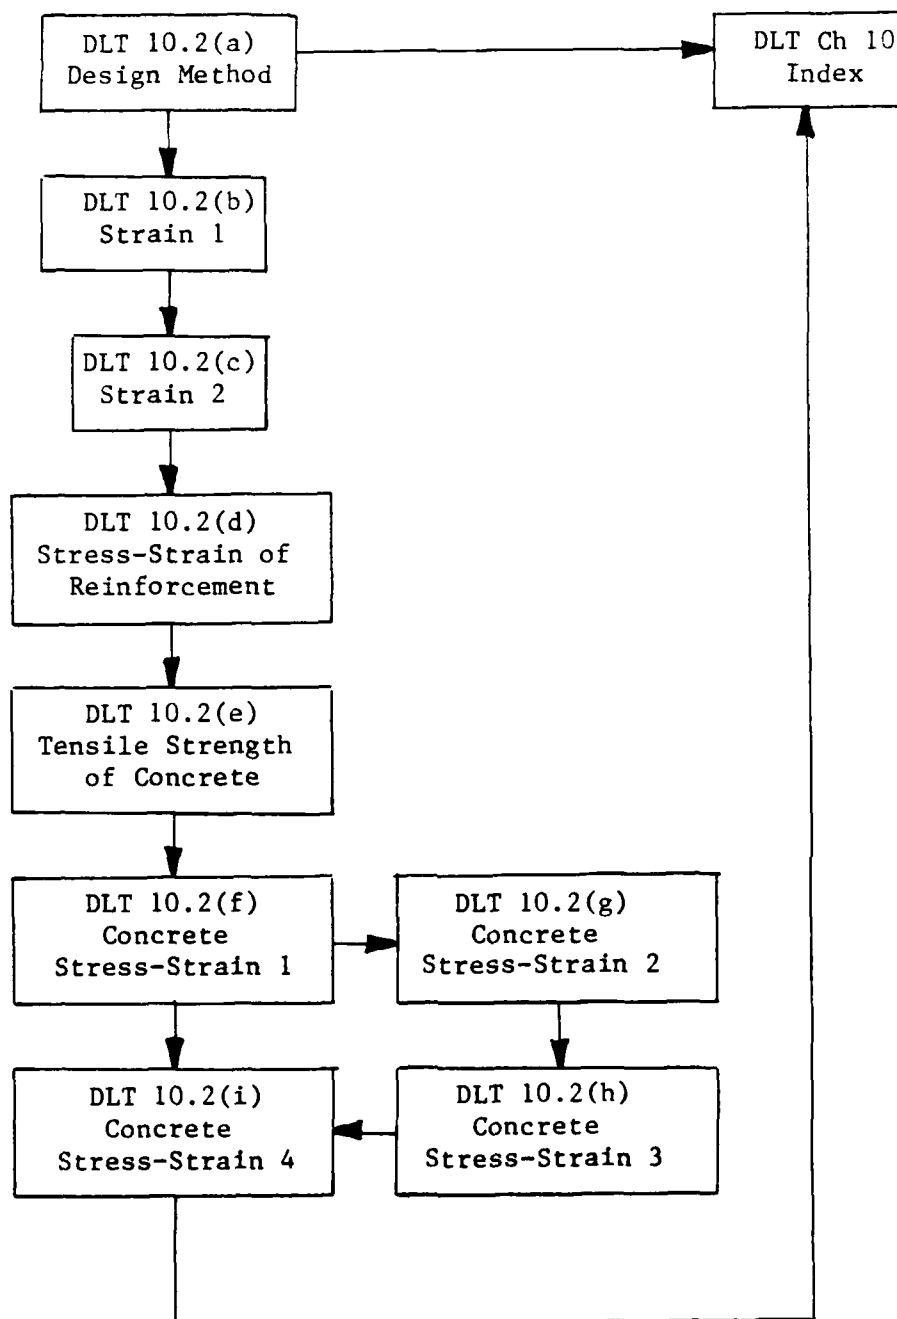 DLT 10.2(a)
Design Method
DLT Ch 10
Index
DLT 10.2(b)
Strain 1
DLT 10.2(c)
Strain 2
DLT 10.2(d)
Stress-Strain of
Reinforcement
DLT 10.2(e)
Tensile Strength
of Concrete
DLT 10.2(f)
Concrete
Stress-Strain 1
DLT 10.2(g)
Concrete
Stress-Strain 2
DLT 10.2(i)
Concrete
Stress-Strain 4
DLT 10.2(h)
Concrete
Stress-Strain 3